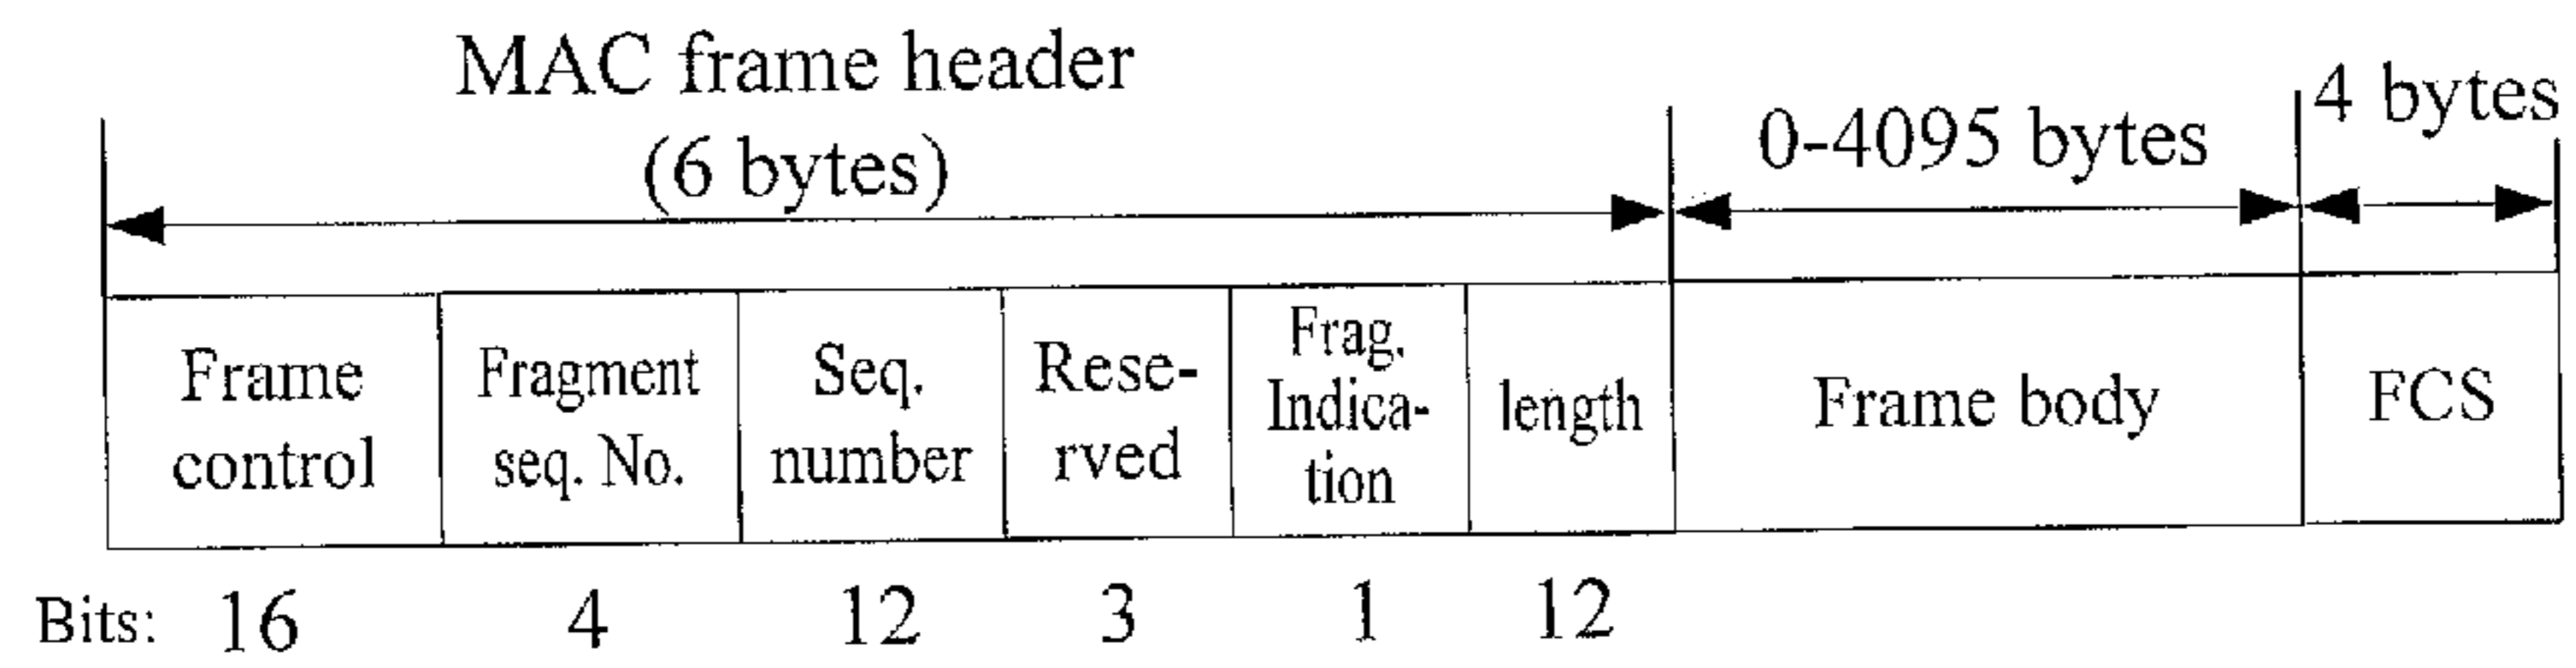 MAC frame header
(6 bytes)
0-4095 bytes
4 bytes
Frame
control
Fragment
seq. No.
Seq.
number
Rese-
rved
Frag.
Indica-
tion
length
Frame body
FCS
Bits: 16 4 12 3 1 12